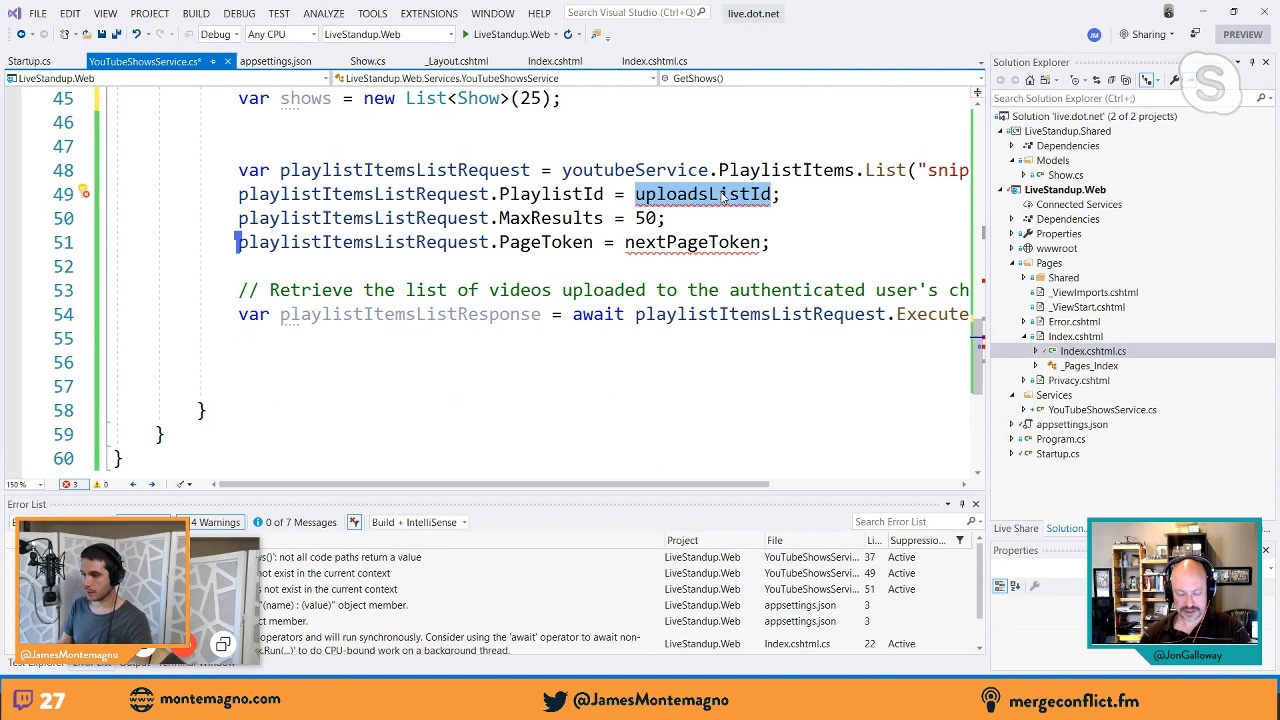 FILE EDIT VIEW PROJECT BUILD DEBUG TEST ANALYZE TOOLS EXTENSIONS WINDOW HELP Search Visual Studio (Ctrl+Q) live.dot.net
Debug Any CPU LiveStandup.Web LiveStandup.Web JM Sharing PREVIEW
Startup.cs YouTubeShowsService.cs* appsettings.json Show.cs _Layout.cshtml Index.cshtml Index.cshtml.cs
LiveStandup.Web LiveStandup.Web.Services.YouTubeShowsService GetShows()
45 var shows = new List<Show>(25);
46
47
48 var playlistItemsListRequest = youtubeService.PlaylistItems.List("snip
49 playlistItemsListRequest.PlaylistId = uploadsListId;
50 playlistItemsListRequest.MaxResults = 50;
51 playlistItemsListRequest.PageToken = nextPageToken;
52
53 // Retrieve the list of videos uploaded to the authenticated user's ch
54 var playlistItemsListResponse = await playlistItemsListRequest.Execute
55
56
57
58 }
59 }
60 }
150 % 3 0
Solution Explorer
Search Solution Explorer (Ctrl+;)
Solution 'live.dot.net' (2 of 2 projects)
LiveStandup.Shared
Dependencies
Models
Show.cs
LiveStandup.Web
Connected Services
Dependencies
Properties
wwwroot
Pages
Shared
_ViewImports.cshtml
_ViewStart.cshtml
Error.cshtml
Index.cshtml
Index.cshtml.cs
_Pages_Index
Privacy.cshtml
Services
YouTubeShowsService.cs
appsettings.json
Program.cs
Startup.cs
Live Share Solution...
Properties
Error List
4 Warnings 0 of 7 Messages Build + IntelliSense Search Error List
Project File Li... Suppressio...
ws()': not all code paths return a value LiveStandup.Web YouTubeShowsServi... 37 Active
s not exist in the current context LiveStandup.Web YouTubeShowsServi... 49 Active
s not exist in the current context LiveStandup.Web YouTubeShowsServi... 51 Active
"(name) : (value)" object member. LiveStandup.Web appsettings.json 3
ct member. LiveStandup.Web appsettings.json 3
operators and will run synchronously. Consider using the 'await' operator to await non-
k.Run(...)' to do CPU-bound work on a background thread. LiveStandup.Web Index.cshtml.cs 22 Active
@JamesMontemagno
@JonGalloway
27 montemagno.com @JamesMontemagno mergeconflict.fm